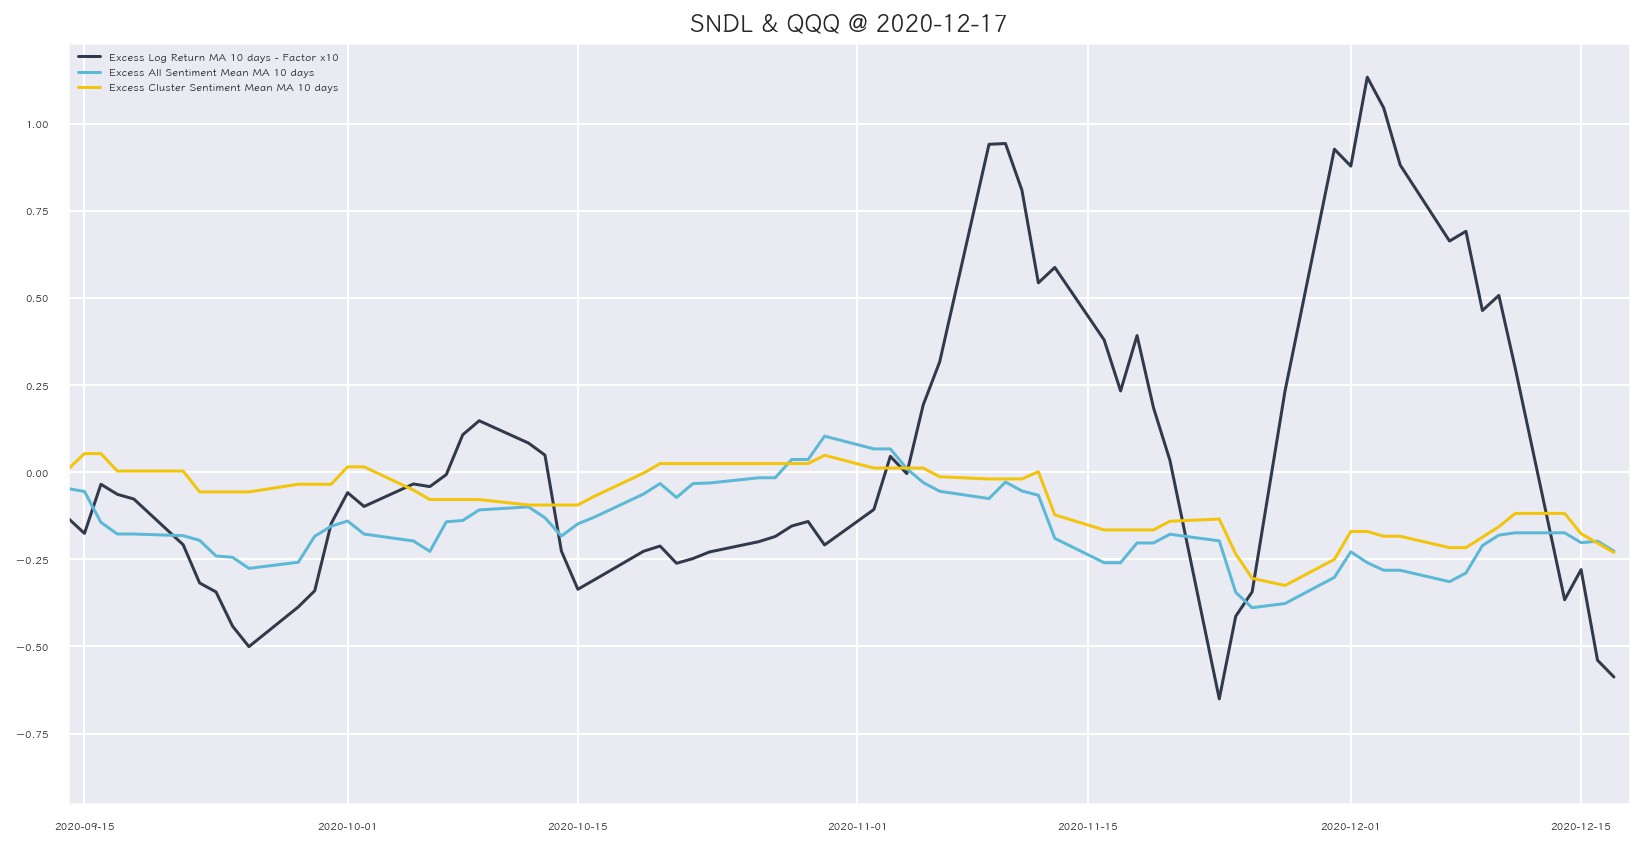 SNDL & QQQ @ 2020-12-17
Excess Log Return MA 10 days - Factor x10
Excess All Sentiment Mean MA 10 days
Excess Cluster Sentiment Mean MA 10 days
1.00
0.75
0.50
0.25
0.00
−0.25
−0.50
−0.75
2020-09-15 2020-10-01 2020-10-15 2020-11-01 2020-11-15 2020-12-01 2020-12-15